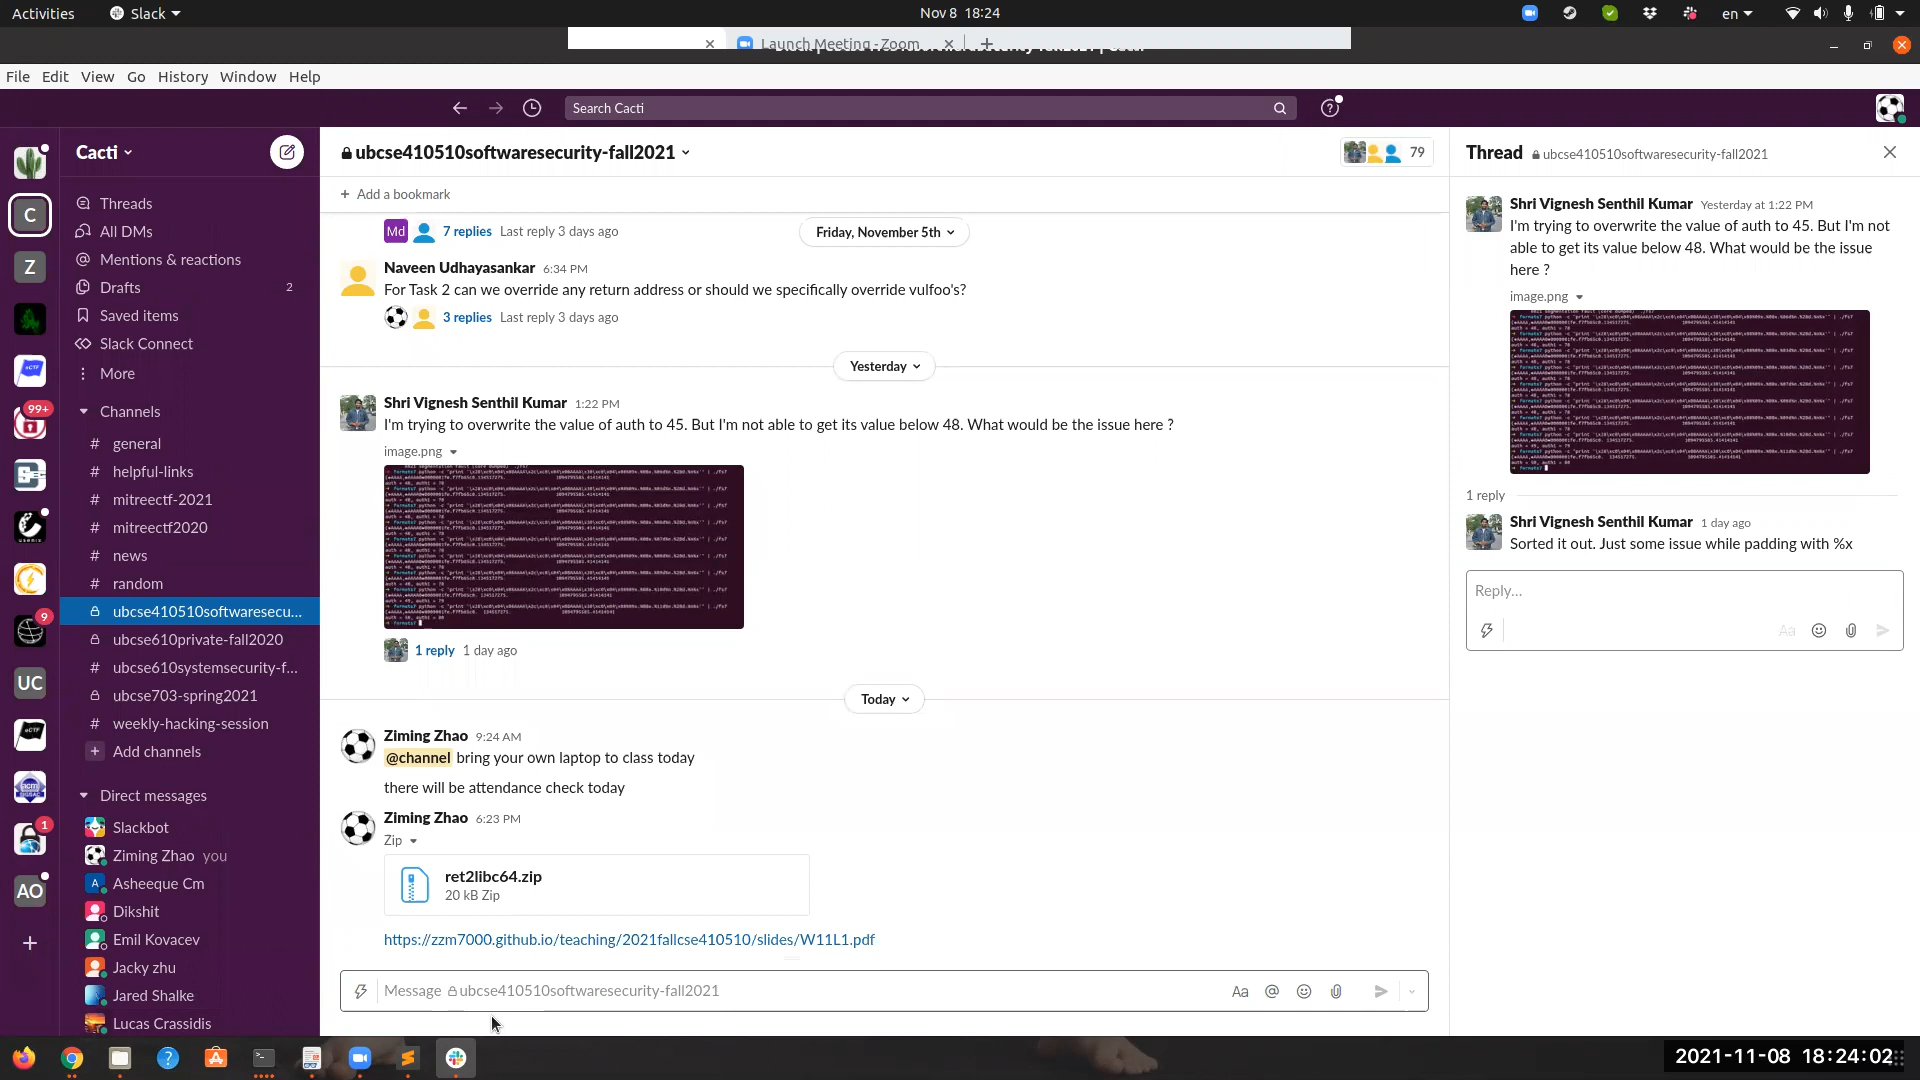 Activities
Slack
Nov 8 18:24
en
Launch Meeting - Zoom
File Edit View Go History Window Help
Search Cacti
Cacti
C
Z
99+
9
UC
1
AO
Threads
All DMs
Mentions & reactions
Drafts 2
Saved items
Slack Connect
More
Channels
# general
# helpful-links
# mitreectf-2021
# mitreectf2020
# news
# random
ubcse410510softwaresecu...
ubcse610private-fall2020
# ubcse610systemsecurity-f...
ubcse703-spring2021
# weekly-hacking-session
+ Add channels
Direct messages
Slackbot
Ziming Zhao you
Asheeque Cm
Dikshit
Emil Kovacev
Jacky zhu
Jared Shalke
Lucas Crassidis
ubcse410510softwaresecurity-fall2021
79
+ Add a bookmark
Md 7 replies Last reply 3 days ago
Friday, November 5th
Naveen Udhayasankar 6:34 PM
For Task 2 can we override any return address or should we specifically override vulfoo's?
3 replies Last reply 3 days ago
Yesterday
Shri Vignesh Senthil Kumar 1:22 PM
I'm trying to overwrite the value of auth to 45. But I'm not able to get its value below 48. What would be the issue here ?
image.png
1 reply 1 day ago
Today
Ziming Zhao 9:24 AM
@channel bring your own laptop to class today
there will be attendance check today
Ziming Zhao 6:23 PM
Zip
ret2libc64.zip
20 kB Zip
https://zzm7000.github.io/teaching/2021fallcse410510/slides/W11L1.pdf
Message ubcse410510softwaresecurity-fall2021
Aa
Thread ubcse410510softwaresecurity-fall2021
Shri Vignesh Senthil Kumar Yesterday at 1:22 PM
I'm trying to overwrite the value of auth to 45. But I'm not
able to get its value below 48. What would be the issue
here ?
image.png
1 reply
Shri Vignesh Senthil Kumar 1 day ago
Sorted it out. Just some issue while padding with %x
Reply...
Aa
2021-11-08 18:24:02